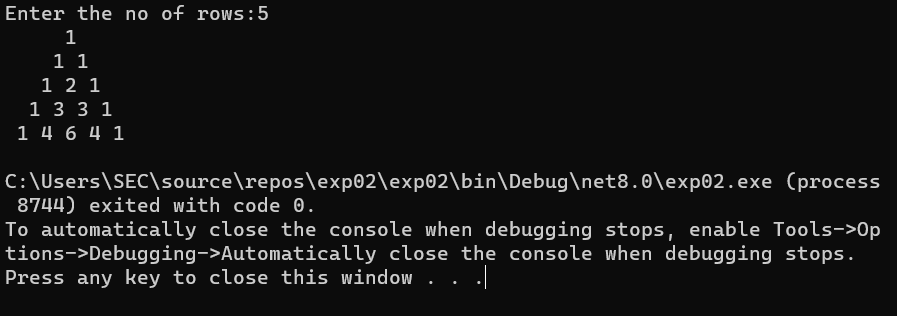 Enter the no of rows:5
     1
    1 1
   1 2 1
  1 3 3 1
 1 4 6 4 1

C:\Users\SEC\source\repos\exp02\exp02\bin\Debug\net8.0\exp02.exe (process
 8744) exited with code 0.
To automatically close the console when debugging stops, enable Tools->Op
tions->Debugging->Automatically close the console when debugging stops.
Press any key to close this window . . .